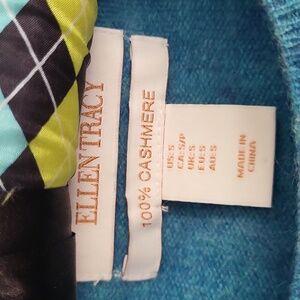 ELLEN TRACY
100% CASHMERE
US:S
CA:S/P
UK:S
EU:S
AU:S
MADE IN
CHINA